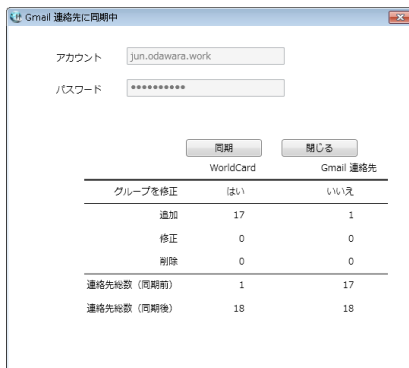 Gmail 連絡先に同期中
アカウント jun.odawara.work
パスワード ••••••••••
同期 閉じる
WorldCard Gmail 連絡先
グループを修正 はい いいえ
追加 17 1
修正 0 0
削除 0 0
連絡先総数（同期前） 1 17
連絡先総数（同期後） 18 18